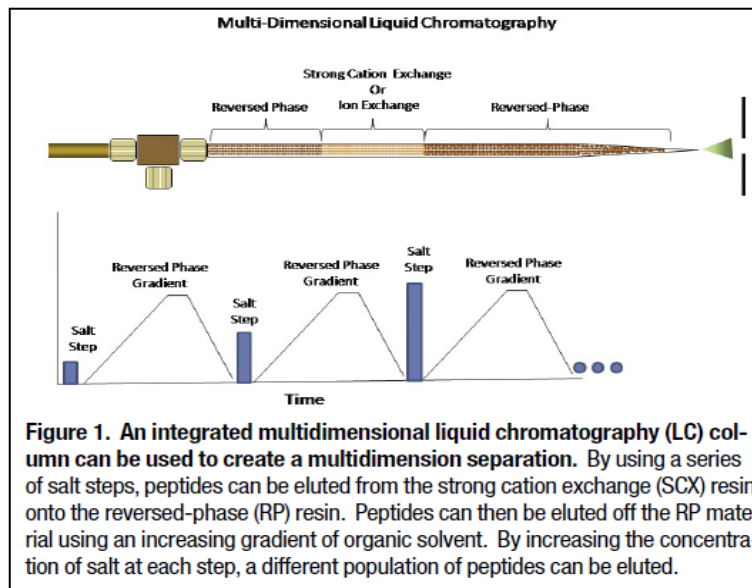 Multi-Dimensional Liquid Chromatography
Strong Cation Exchange
Or
Reversed Phase Ion Exchange Reversed-Phase
Salt
Step
Reversed Phase
Gradient
Reversed Phase
Gradient
Reversed Phase
Gradient
Salt
Step
Salt
Step
Time
Figure 1. An integrated multidimensional liquid chromatography (LC) col-
umn can be used to create a multidimension separation. By using a series
of salt steps, peptides can be eluted from the strong cation exchange (SCX) resin
onto the reversed-phase (RP) resin. Peptides can then be eluted off the RP mate-
rial using an increasing gradient of organic solvent. By increasing the concentra-
tion of salt at each step, a different population of peptides can be eluted.